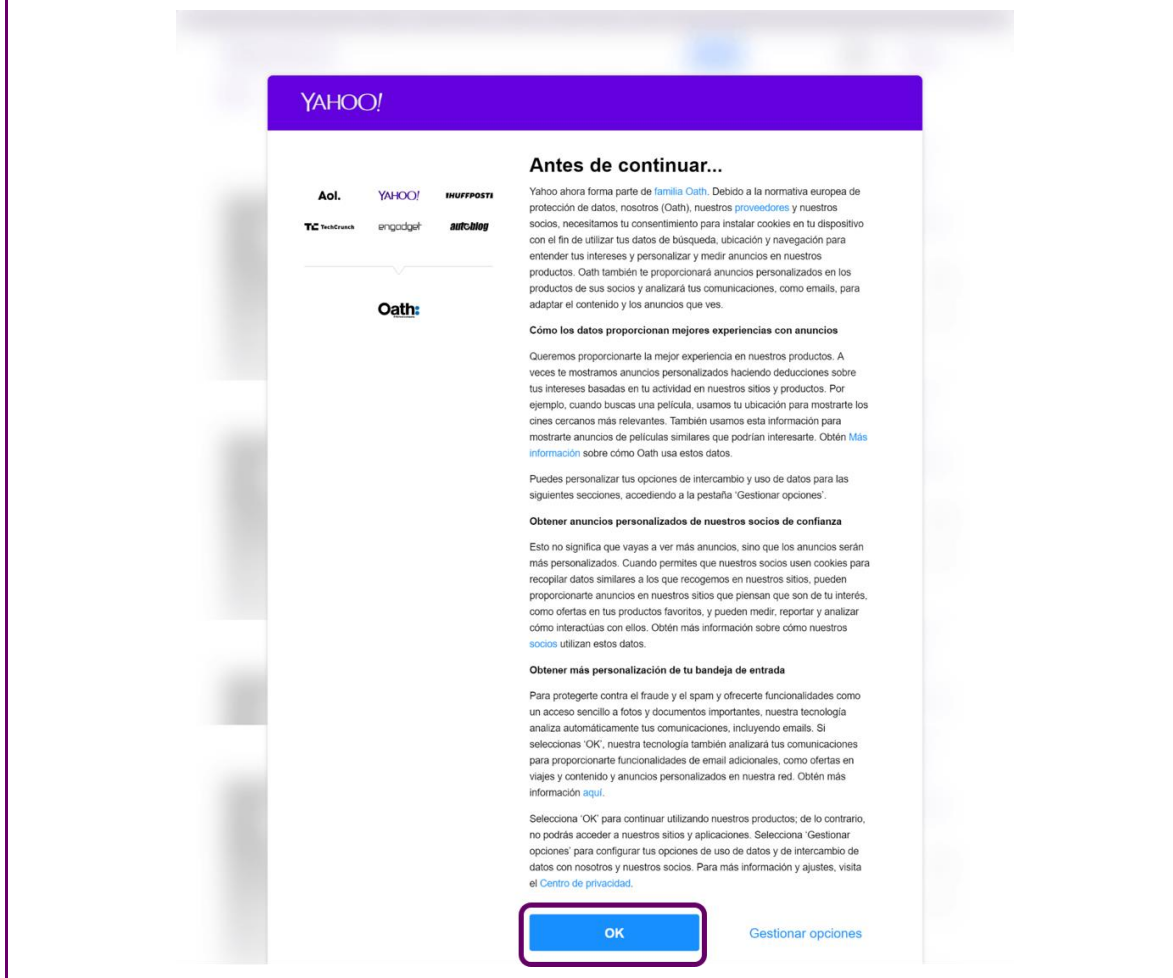 YAHOO!
Aol.
YAHOO!
HUFFPOST
TC TechCrunch
engadget
autoblog
Oath:
Antes de continuar...
Yahoo ahora forma parte de familia Oath. Debido a la normativa europea de
protección de datos, nosotros (Oath), nuestros proveedores y nuestros
socios, necesitamos tu consentimiento para instalar cookies en tu dispositivo
con el fin de utilizar tus datos de búsqueda, ubicación y navegación para
entender tus intereses y personalizar y medir anuncios en nuestros
productos. Oath también te proporcionará anuncios personalizados en los
productos de sus socios y analizará tus comunicaciones, como emails, para
adaptar el contenido y los anuncios que ves.
Cómo los datos proporcionan mejores experiencias con anuncios
Queremos proporcionarte la mejor experiencia en nuestros productos. A
veces te mostramos anuncios personalizados haciendo deducciones sobre
tus intereses basadas en tu actividad en nuestros sitios y productos. Por
ejemplo, cuando buscas una película, usamos tu ubicación para mostrarte los
cines cercanos más relevantes. También usamos esta información para
mostrarte anuncios de películas similares que podrían interesarte. Obtén Más
información sobre cómo Oath usa estos datos.
Puedes personalizar tus opciones de intercambio y uso de datos para las
siguientes secciones, accediendo a la pestaña 'Gestionar opciones'.
Obtener anuncios personalizados de nuestros socios de confianza
Esto no significa que vayas a ver más anuncios, sino que los anuncios serán
más personalizados. Cuando permites que nuestros socios usen cookies para
recopilar datos similares a los que recogemos en nuestros sitios, pueden
proporcionarte anuncios en nuestros sitios que piensan que son de tu interés,
como ofertas en tus productos favoritos, y pueden medir, reportar y analizar
cómo interactúas con ellos. Obtén más información sobre cómo nuestros
socios utilizan estos datos.
Obtener más personalización de tu bandeja de entrada
Para protegerte contra el fraude y el spam y ofrecerte funcionalidades como
un acceso sencillo a fotos y documentos importantes, nuestra tecnología
analiza automáticamente tus comunicaciones, incluyendo emails. Si
seleccionas 'OK', nuestra tecnología también analizará tus comunicaciones
para proporcionarte funcionalidades de email adicionales, como ofertas en
viajes y contenido y anuncios personalizados en nuestra red. Obtén más
información aquí.
Selecciona 'OK' para continuar utilizando nuestros productos; de lo contrario,
no podrás acceder a nuestros sitios y aplicaciones. Selecciona 'Gestionar
opciones' para configurar tus opciones de uso de datos y de intercambio de
datos con nosotros y nuestros socios. Para más información y ajustes, visita
el Centro de privacidad.
OK
Gestionar opciones